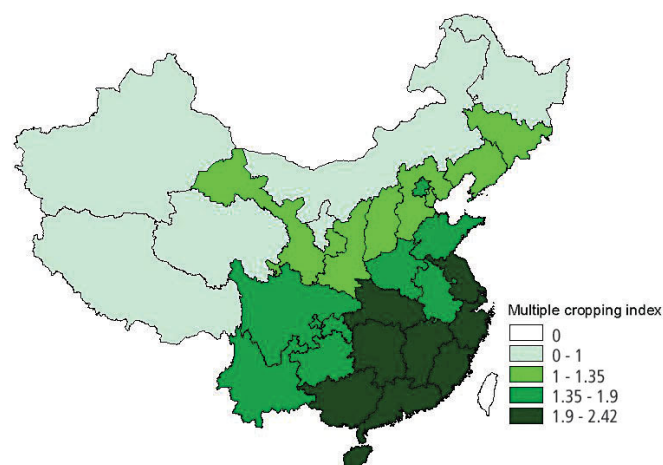 Multiple cropping index
0
0 - 1
1 - 1.35
1.35 - 1.9
1.9 - 2.42